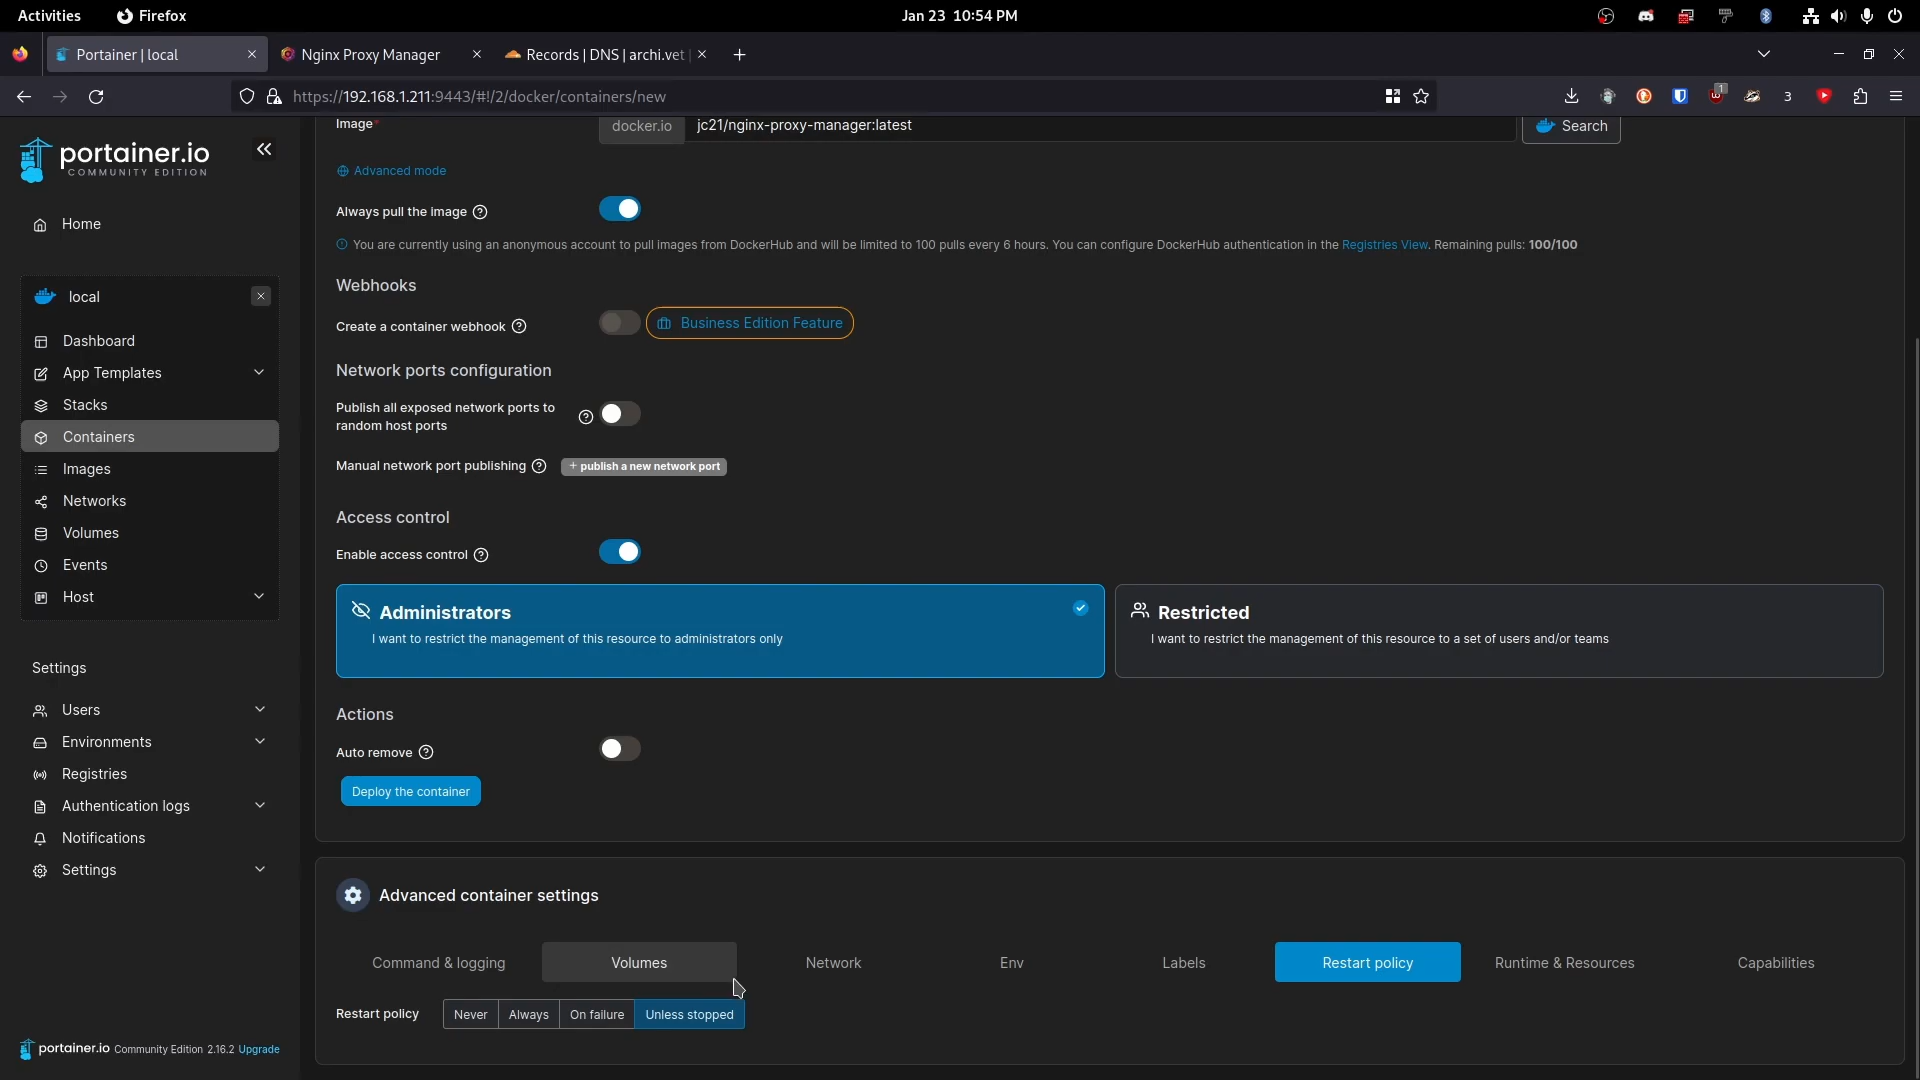 Activities
Firefox
Jan 23 10:54 PM
Portainer | local
Nginx Proxy Manager
Records | DNS | archi.vet |
https://192.168.1.211:9443/#!/2/docker/containers/new
1
3
portainer.io
COMMUNITY EDITION
Home
local
Dashboard
App Templates
Stacks
Containers
Images
Networks
Volumes
Events
Host
Settings
Users
Environments
Registries
Authentication logs
Notifications
Settings
portainer.io Community Edition 2.16.2 Upgrade
Image*
docker.io
jc21/nginx-proxy-manager:latest
Search
Advanced mode
Always pull the image
You are currently using an anonymous account to pull images from DockerHub and will be limited to 100 pulls every 6 hours. You can configure DockerHub authentication in the Registries View. Remaining pulls: 100/100
Webhooks
Create a container webhook
Business Edition Feature
Network ports configuration
Publish all exposed network ports to
random host ports
Manual network port publishing
+ publish a new network port
Access control
Enable access control
Administrators
I want to restrict the management of this resource to administrators only
Restricted
I want to restrict the management of this resource to a set of users and/or teams
Actions
Auto remove
Deploy the container
Advanced container settings
Command & logging
Volumes
Network
Env
Labels
Restart policy
Runtime & Resources
Capabilities
Restart policy
Never
Always
On failure
Unless stopped